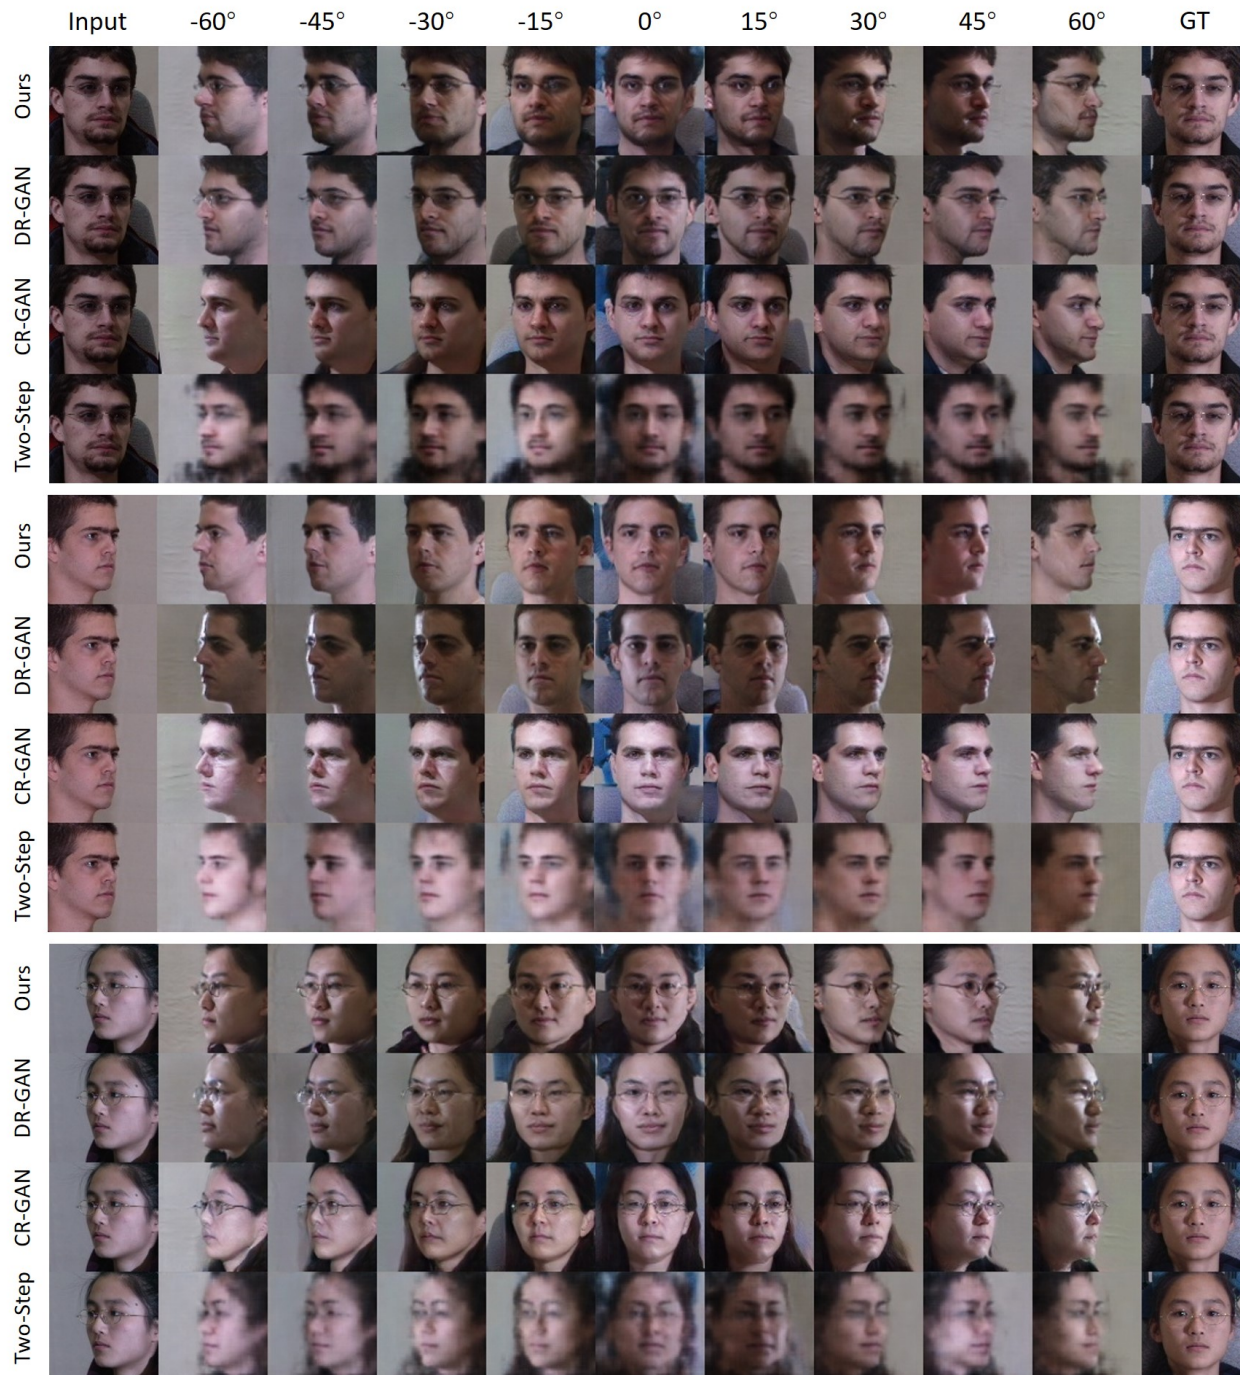 Input -60° -45° -30° -15° 0° 15° 30° 45° 60° GT
Ours
DR-GAN
CR-GAN
Two-Step
Ours
DR-GAN
CR-GAN
Two-Step
Ours
DR-GAN
CR-GAN
Two-Step